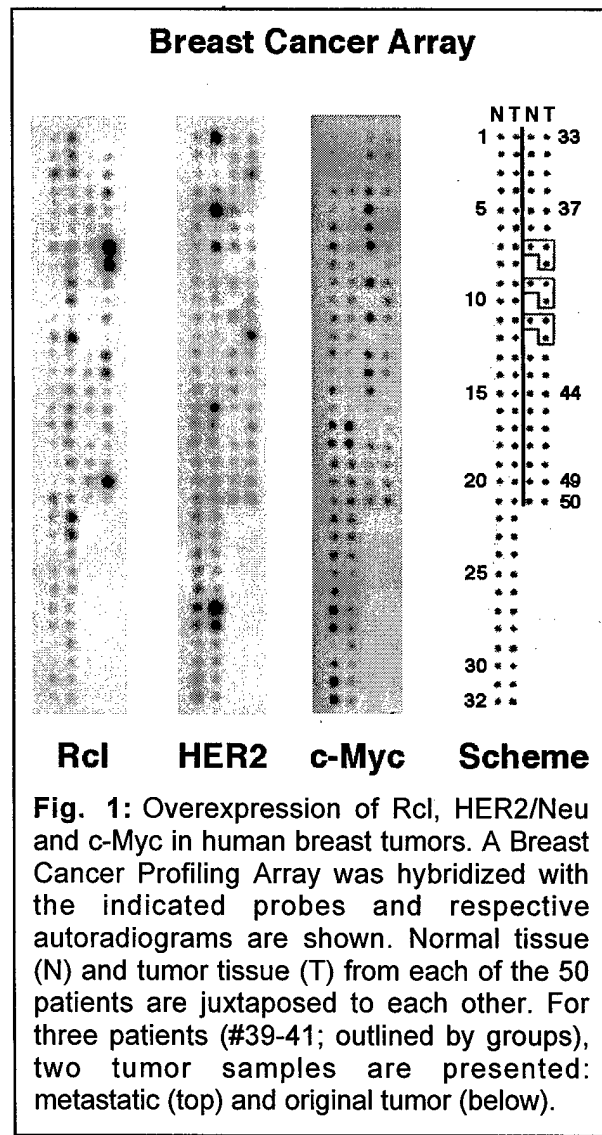 Breast Cancer Array
N T N T
1 33
5 37
10
15 44
20 49
50
25
30
32
Rcl HER2 c-Myc Scheme
Fig. 1: Overexpression of Rcl, HER2/Neu
and c-Myc in human breast tumors. A Breast
Cancer Profiling Array was hybridized with
the indicated probes and respective
autoradiograms are shown. Normal tissue
(N) and tumor tissue (T) from each of the 50
patients are juxtaposed to each other. For
three patients (#39-41; outlined by groups),
two tumor samples are presented:
metastatic (top) and original tumor (below).